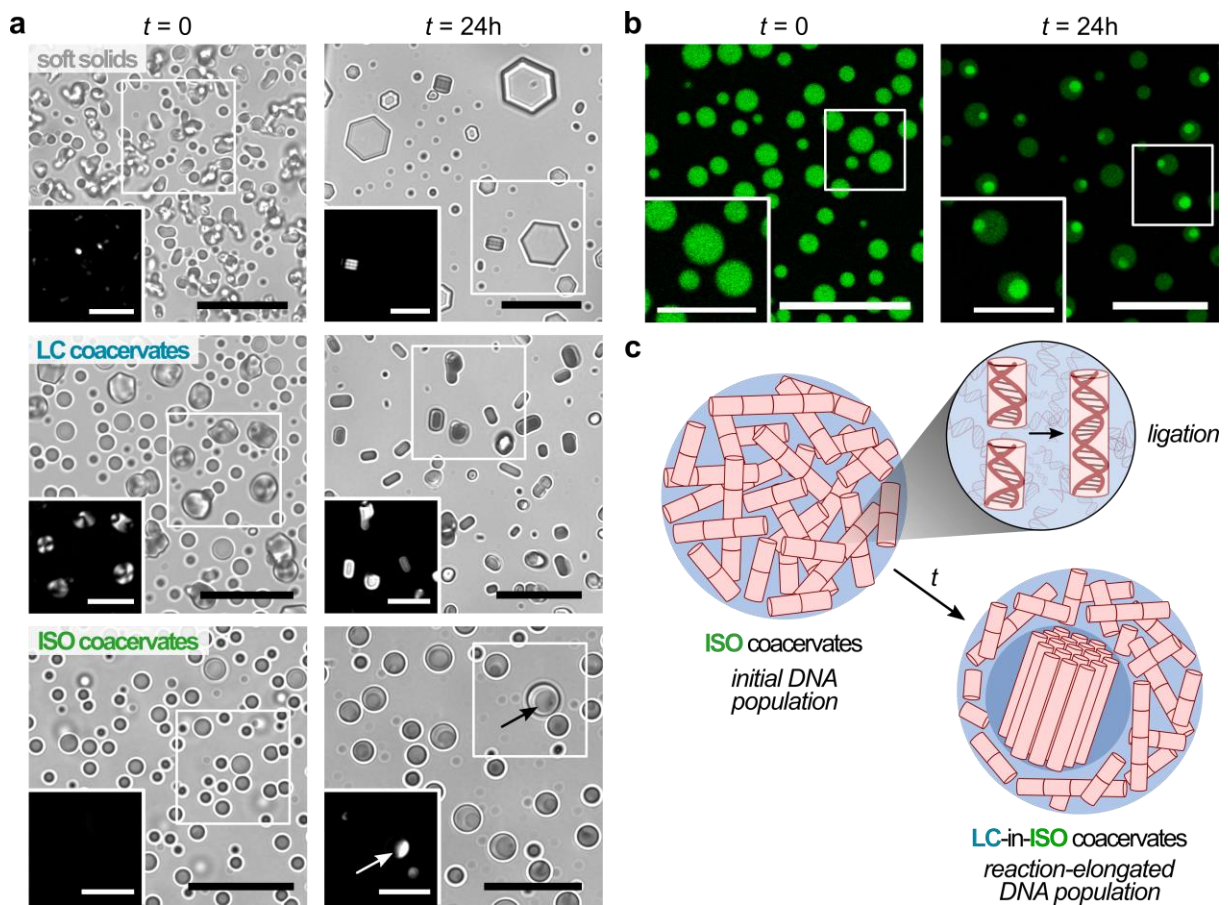 a
t = 0
t = 24h
soft solids
LC coacervates
ISO coacervates
b
t = 0
t = 24h
c
ligation
t
ISO coacervates
initial DNA
population
LC-in-ISO coacervates
reaction-elongated
DNA population